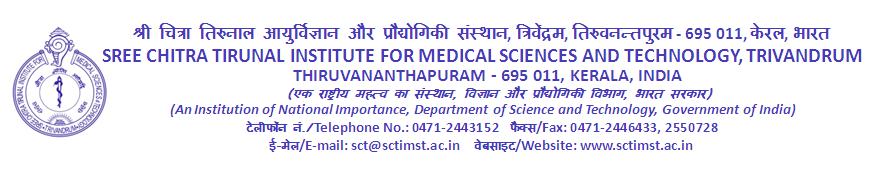 श्री चित्रा तिरुनाल आयुर्विज्ञान और प्रौद्योगिकी संस्थान, त्रिवेंद्रम, तिरुवनन्तपुरम - 695 011, केरल, भारत
SREE CHITRA TIRUNAL INSTITUTE FOR MEDICAL SCIENCES AND TECHNOLOGY, TRIVANDRUM
THIRUVANANTHAPURAM - 695 011, KERALA, INDIA
(एक राष्ट्रीय महत्व का संस्थान, विज्ञान और प्रौद्योगिकी विभाग, भारत सरकार)
(An Institution of National Importance, Department of Science and Technology, Government of India)
टेलीफॉन नं./Telephone No.: 0471-2443152 फैक्स/Fax: 0471-2446433, 2550728
ई-मेल/E-mail: sct@sctimst.ac.in वेबसाइट/Website: www.sctimst.ac.in